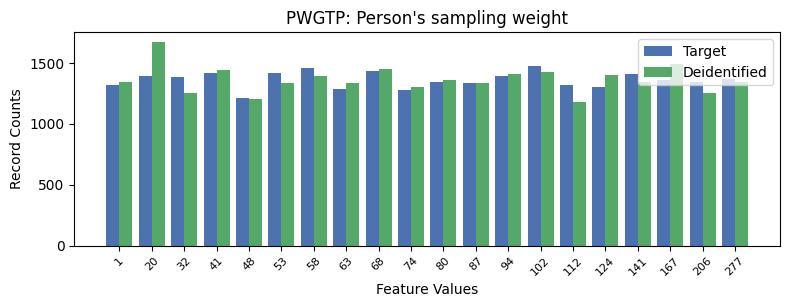 PWGTP: Person's sampling weight
Target
Deidentified
Record Counts
1500
1000
500
0
1 20 32 41 48 53 58 63 68 74 80 87 94 102 112 124 141 167 206 277
Feature Values